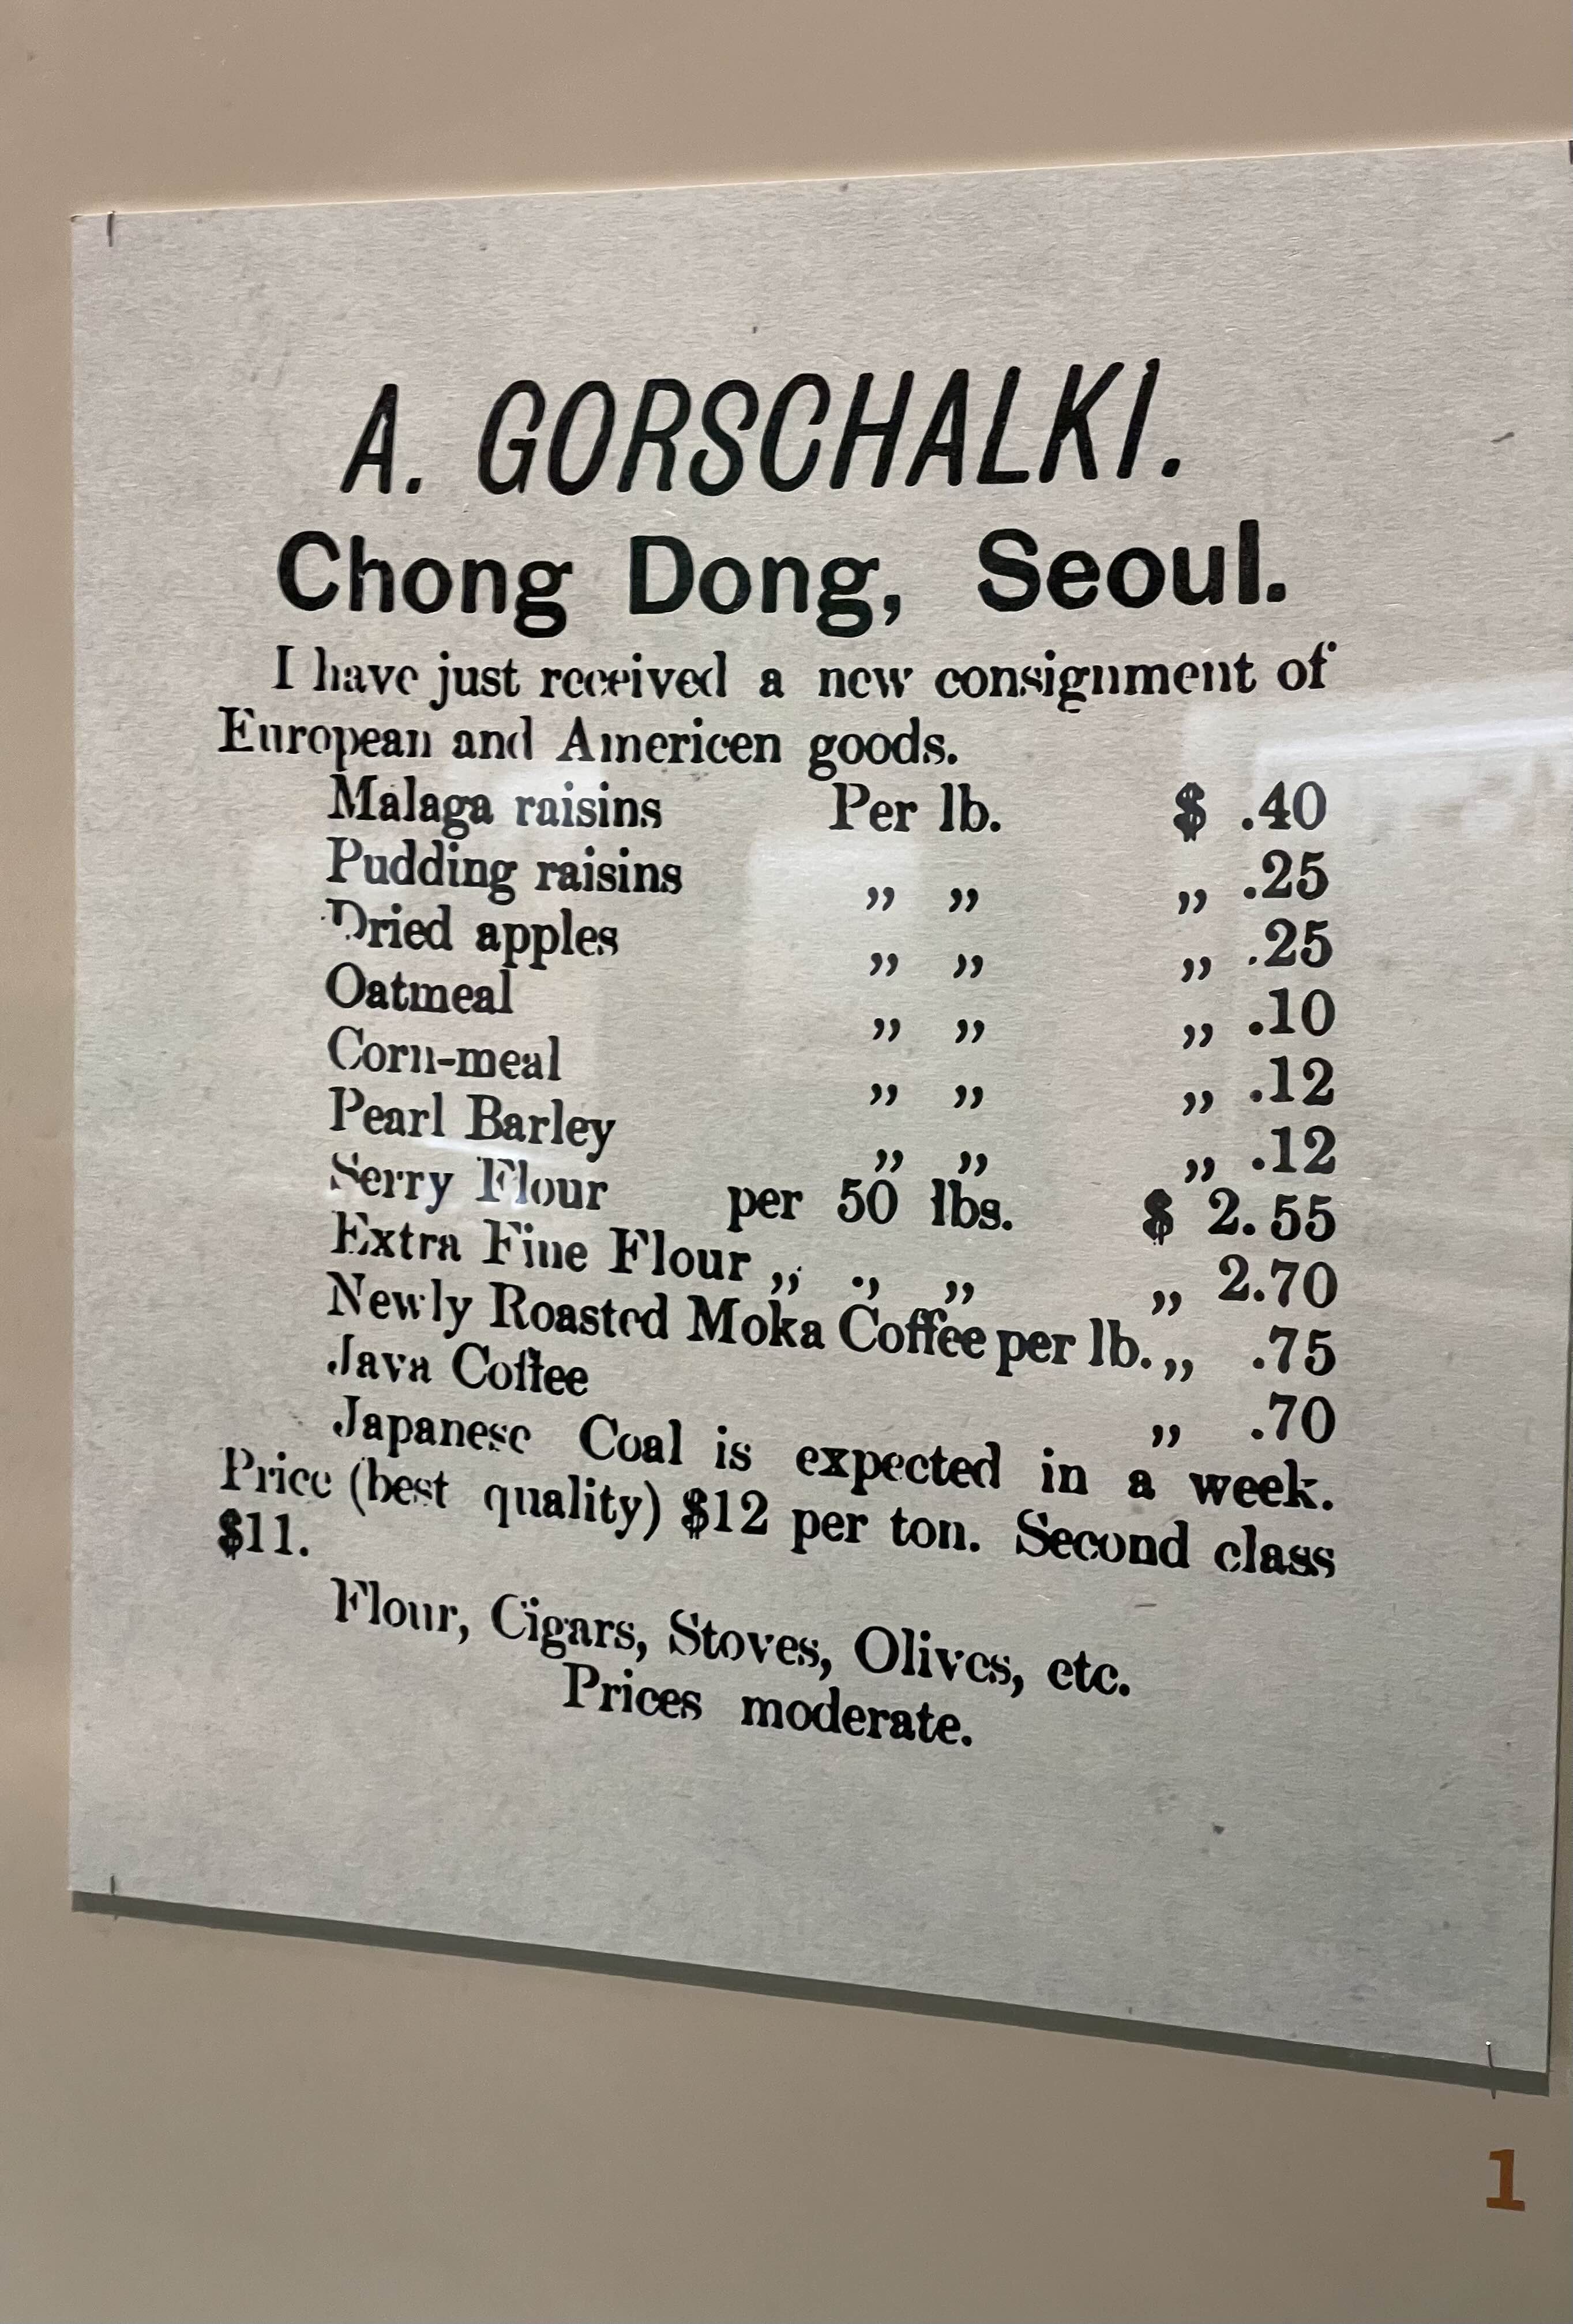 A. GORSCHALKI.
Chong Dong, Seoul.
I have just received a new consignment of
European and Americen goods.
Malaga raisins Per lb. $ .40
Pudding raisins „ „ „ .25
Dried apples „ „ „ .25
Oatmeal „ „ „ .10
Corn-meal „ „ „ .12
Pearl Barley „ „ „ .12
Serry Flour per 50 lbs. $ 2.55
Extra Fine Flour „ „ „ „ 2.70
Newly Roasted Moka Coffee per lb. „ .75
Java Coffee „ .70
Japanese Coal is expected in a week.
Price (best quality) $12 per ton. Second class
$11.
Flour, Cigars, Stoves, Olives, etc.
Prices moderate.
1